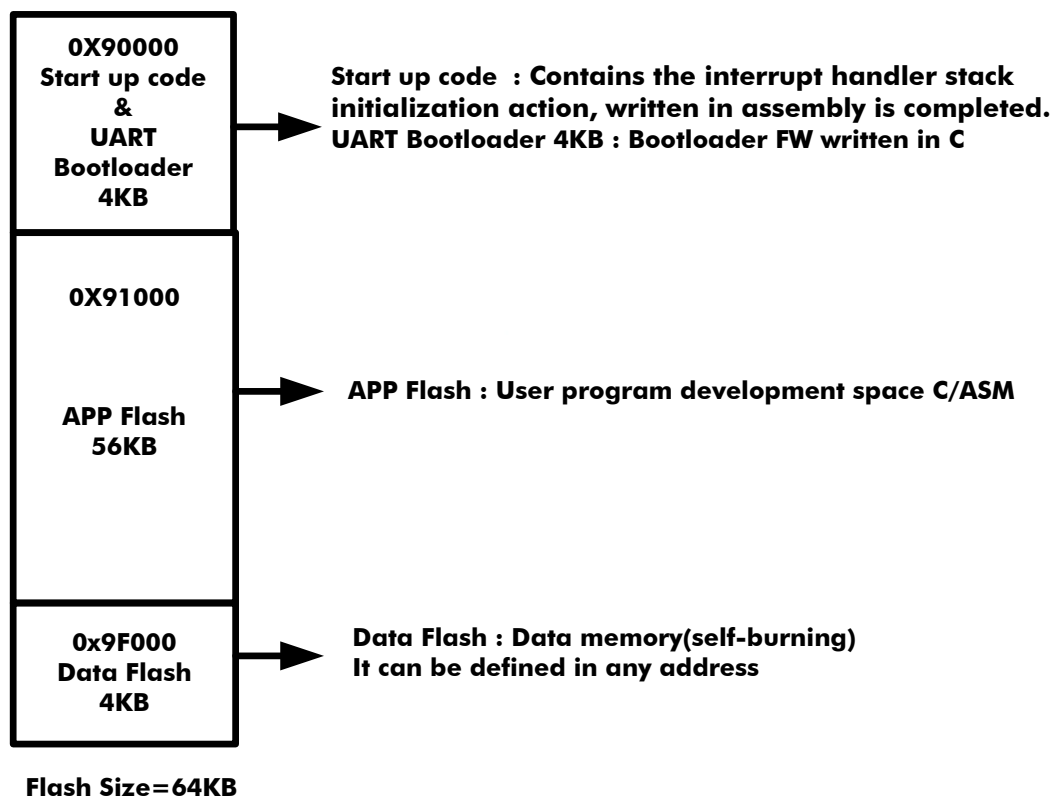 0X90000
Start up code
&
UART
Bootloader
4KB
Start up code : Contains the interrupt handler stack
initialization action, written in assembly is completed.
UART Bootloader 4KB : Bootloader FW written in C
0X91000
APP Flash
56KB
APP Flash : User program development space C/ASM
0x9F000
Data Flash
4KB
Data Flash : Data memory(self-burning)
It can be defined in any address
Flash Size=64KB